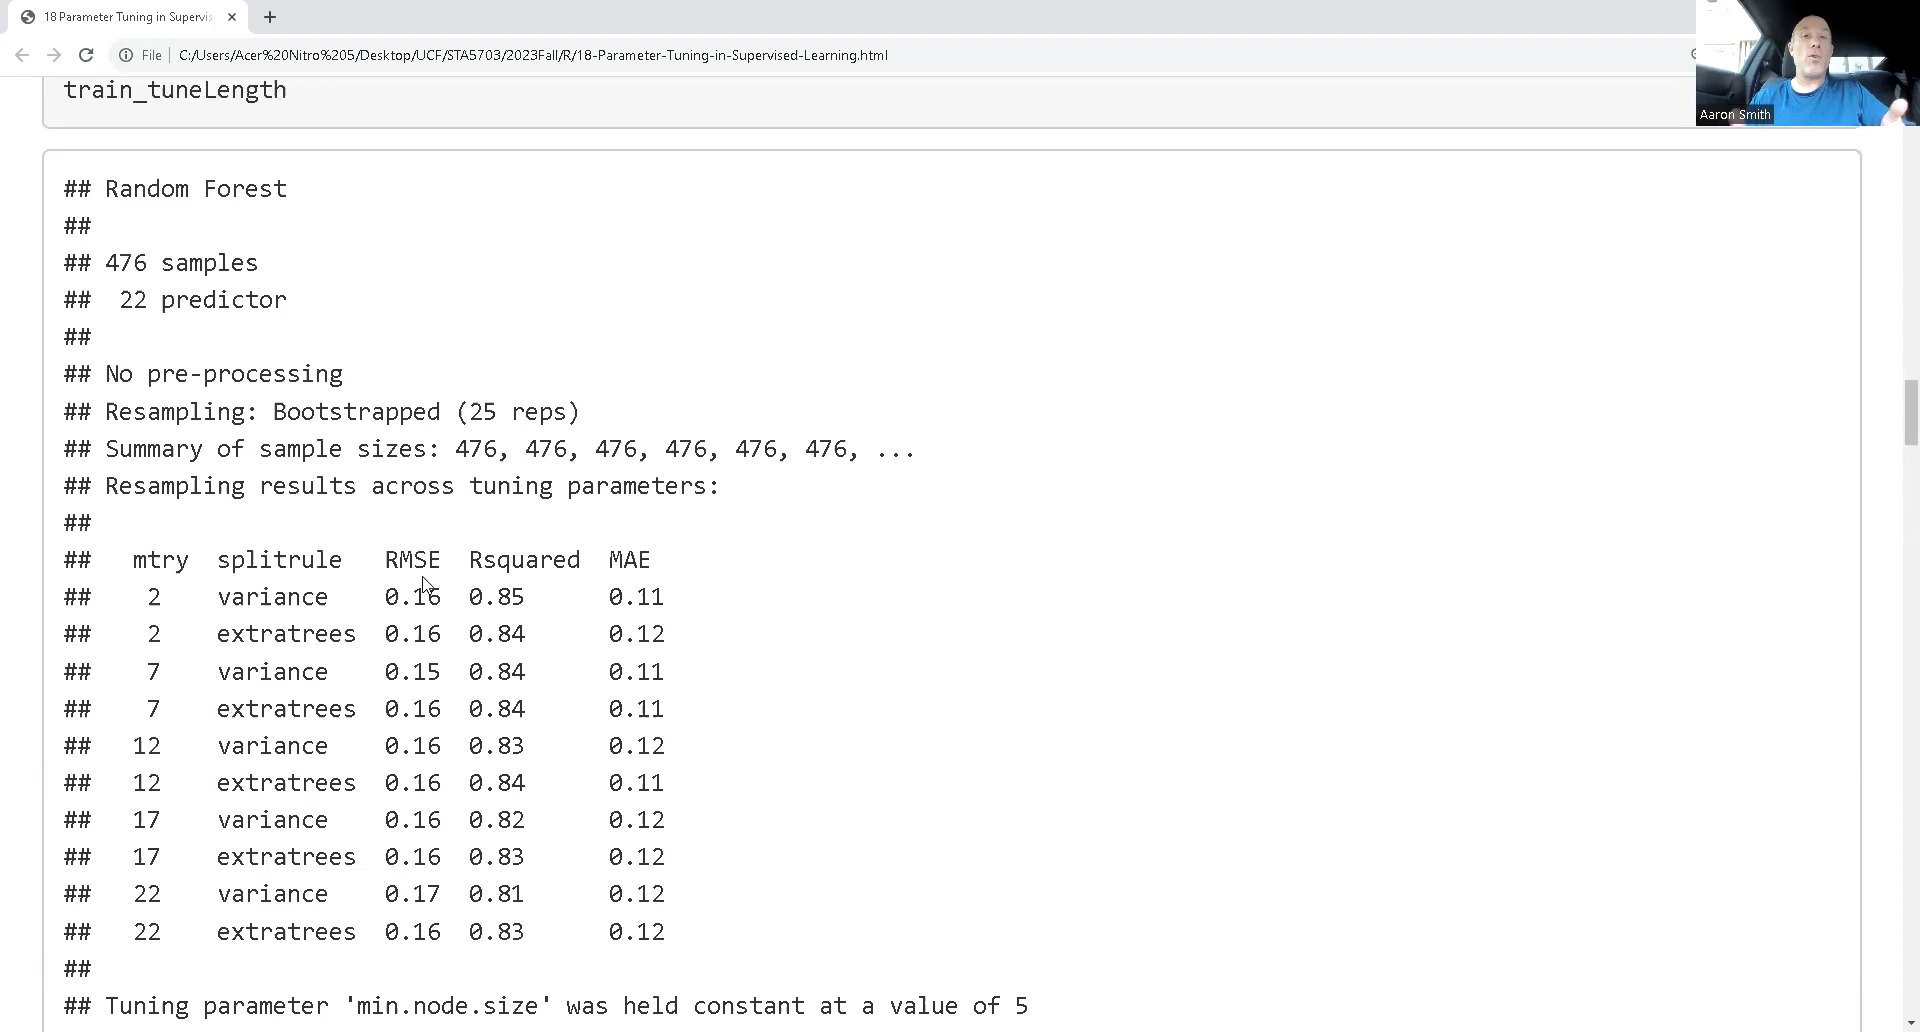 18 Parameter Tuning in Supervis
File C:/Users/Acer%20Nitro%205/Desktop/UCF/STA5703/2023Fall/R/18-Parameter-Tuning-in-Supervised-Learning.html
Aaron Smith
train_tuneLength
## Random Forest
##
## 476 samples
##  22 predictor
##
## No pre-processing
## Resampling: Bootstrapped (25 reps)
## Summary of sample sizes: 476, 476, 476, 476, 476, 476, ...
## Resampling results across tuning parameters:
##
##   mtry  splitrule   RMSE  Rsquared  MAE
##    2    variance    0.16  0.85      0.11
##    2    extratrees  0.16  0.84      0.12
##    7    variance    0.15  0.84      0.11
##    7    extratrees  0.16  0.84      0.11
##   12    variance    0.16  0.83      0.12
##   12    extratrees  0.16  0.84      0.11
##   17    variance    0.16  0.82      0.12
##   17    extratrees  0.16  0.83      0.12
##   22    variance    0.17  0.81      0.12
##   22    extratrees  0.16  0.83      0.12
##
## Tuning parameter 'min.node.size' was held constant at a value of 5